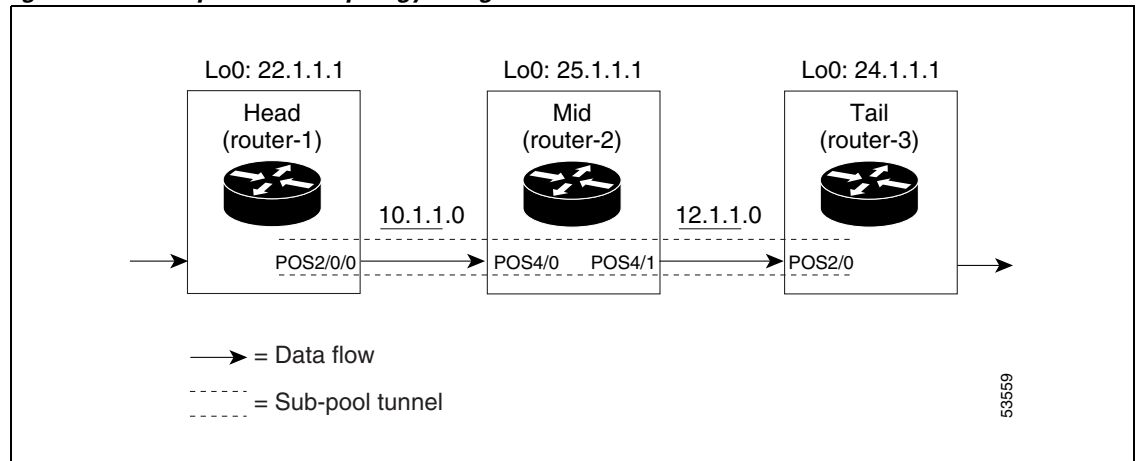 Lo0: 22.1.1.1 Lo0: 25.1.1.1 Lo0: 24.1.1.1
Head
(router-1)
Mid
(router-2)
Tail
(router-3)
10.1.1.0 12.1.1.0
POS2/0/0 POS4/0 POS4/1 POS2/0
= Data flow
= Sub-pool tunnel
53559